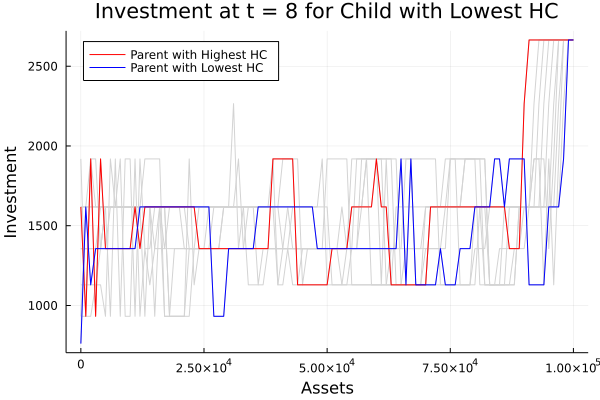 Investment at t = 8 for Child with Lowest HC
Parent with Highest HC
Parent with Lowest HC
Investment
2500
2000
1500
1000
0
2.50×10⁴
5.00×10⁴
7.50×10⁴
1.00×10⁵
Assets